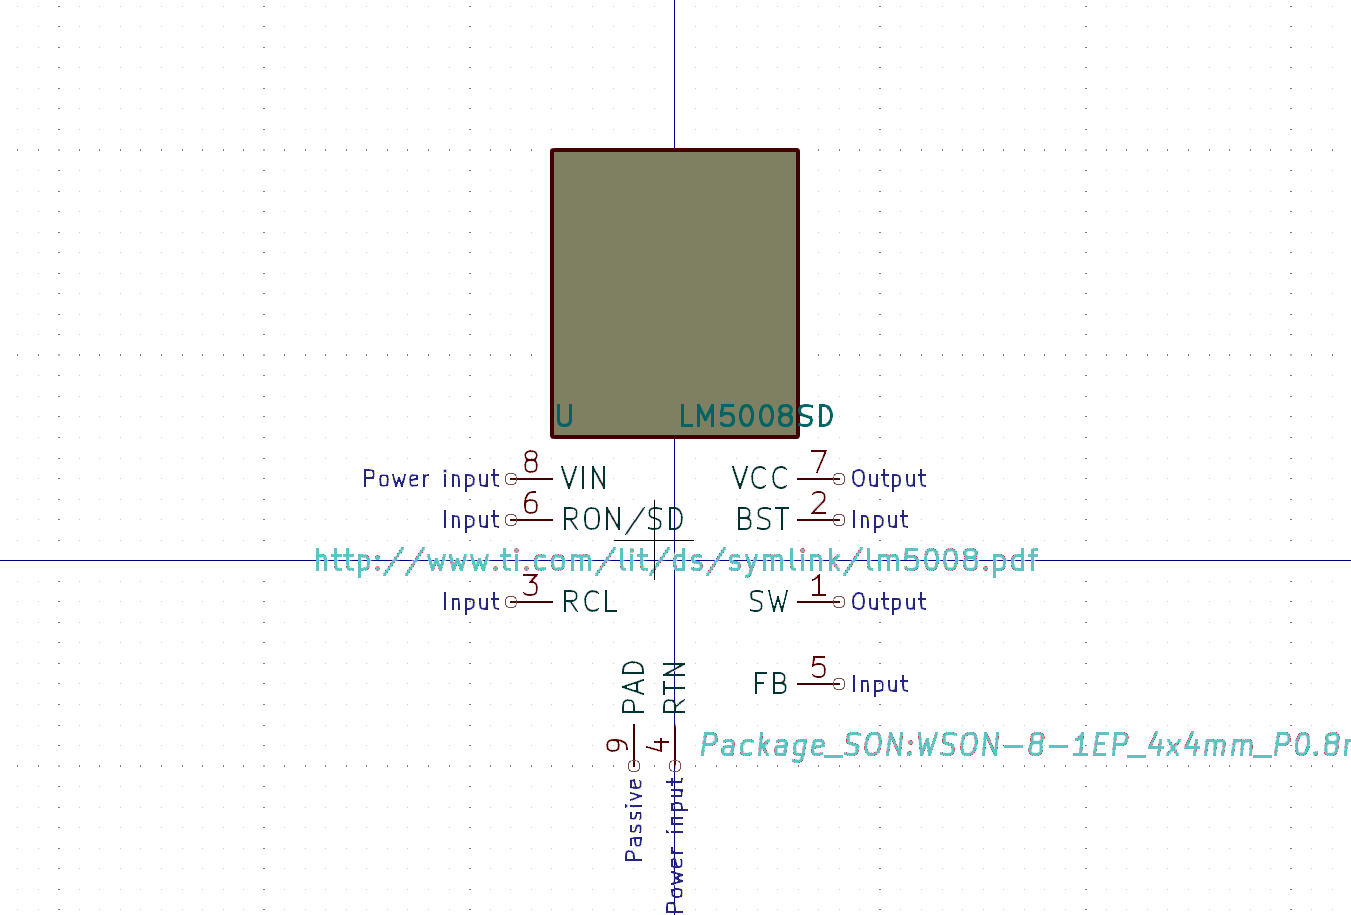 U LM5008SD
8 7
Power input VIN VCC Output
6 2
Input RON/SD BST Input
http://www.ti.com/lit/ds/symlink/lm5008.pdf
3 1
Input RCL SW Output
5
PAD RTN FB Input
9 4 Package_SON:WSON-8-1EP_4x4mm_P0.8
Passive
Power input